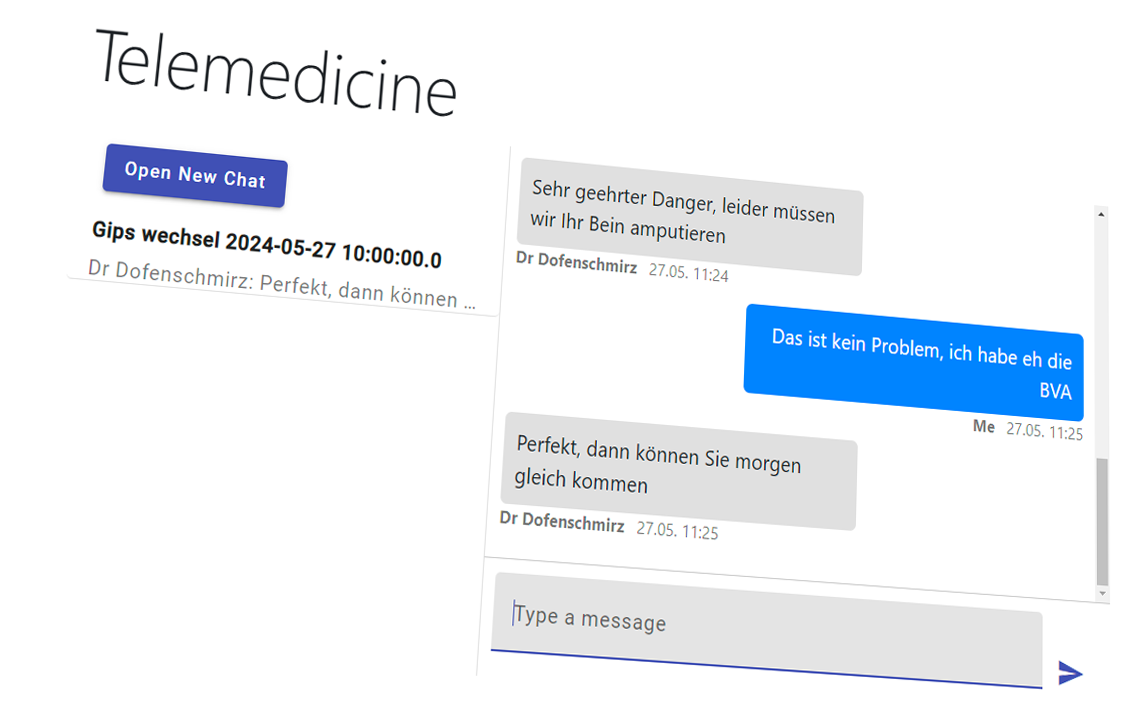 Telemedicine
Open New Chat
Gips wechsel 2024-05-27 10:00:00.0
Dr Dofenschmirz: Perfekt, dann können ...
Sehr geehrter Danger, leider müssen
wir Ihr Bein amputieren
Dr Dofenschmirz 27.05. 11:24
Das ist kein Problem, ich habe eh die
BVA
Me 27.05. 11:25
Perfekt, dann können Sie morgen
gleich kommen
Dr Dofenschmirz 27.05. 11:25
Type a message